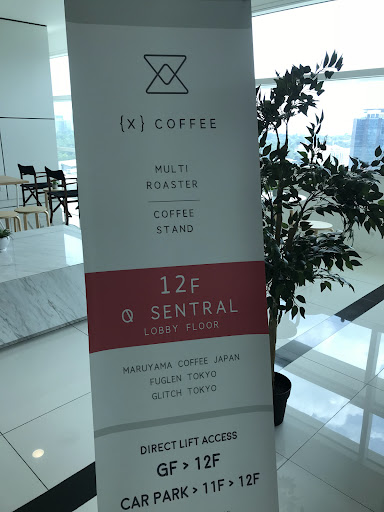 {x} COFFEE
MULTI
ROASTER
COFFEE
STAND
12F
Q SENTRAL
LOBBY FLOOR
MARUYAMA COFFEE JAPAN
FUGLEN TOKYO
GLITCH TOKYO
DIRECT LIFT ACCESS
GF > 12F
CAR PARK > 11F > 12F